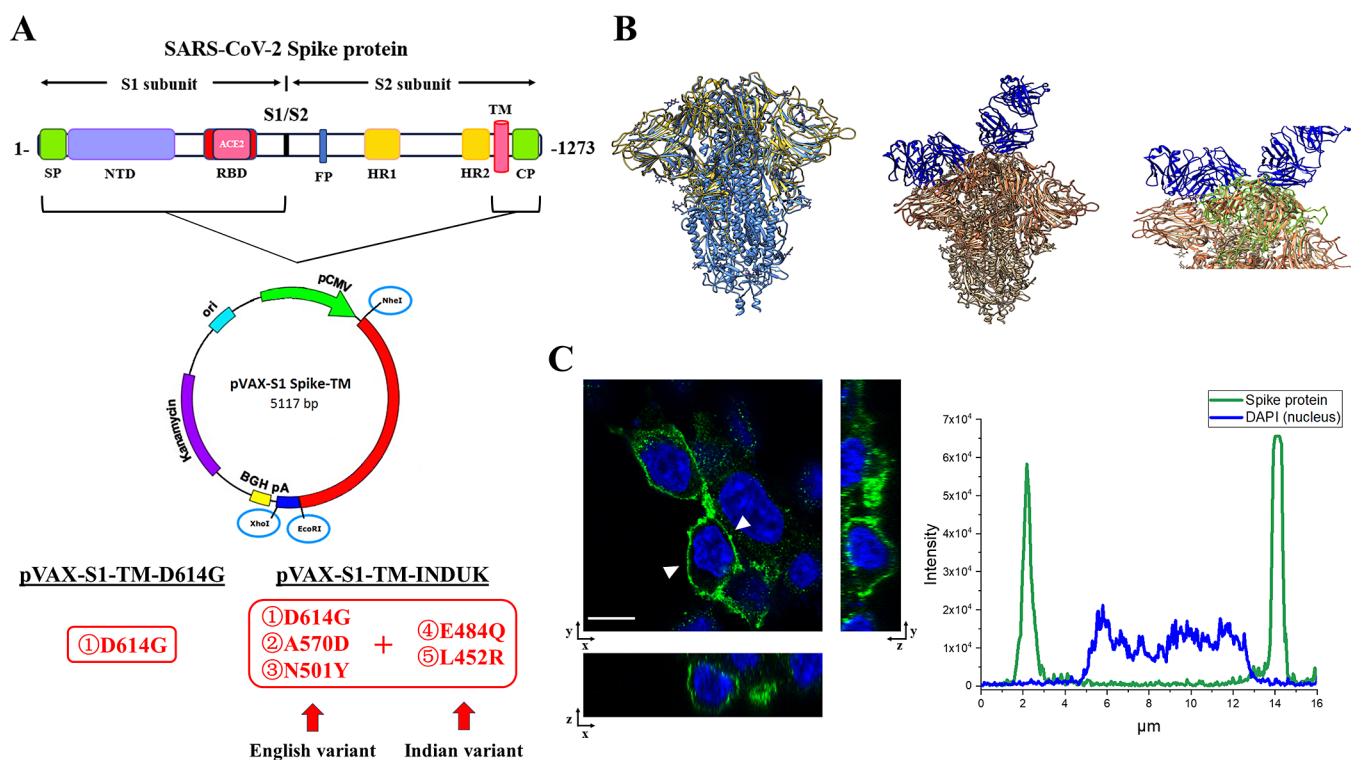 A
SARS-CoV-2 Spike protein
S1 subunit
S2 subunit
S1/S2
TM
1-
ACE2
-1273
SP
NTD
RBD
FP
HR1
HR2
CP
pCMV
NheI
ori
pVAX-S1 Spike-TM
5117 bp
Kanamycin
BGH pA
XhoI
EcoRI
pVAX-S1-TM-D614G
pVAX-S1-TM-INDUK
①D614G
①D614G
②A570D
③N501Y
+
④E484Q
⑤L452R
English variant
Indian variant
B
C
y
x
y
z
z
x
Spike protein
DAPI (nucleus)
7x10⁴
6x10⁴
5x10⁴
4x10⁴
3x10⁴
2x10⁴
1x10⁴
0
Intensity
0 2 4 6 8 10 12 14 16
µm